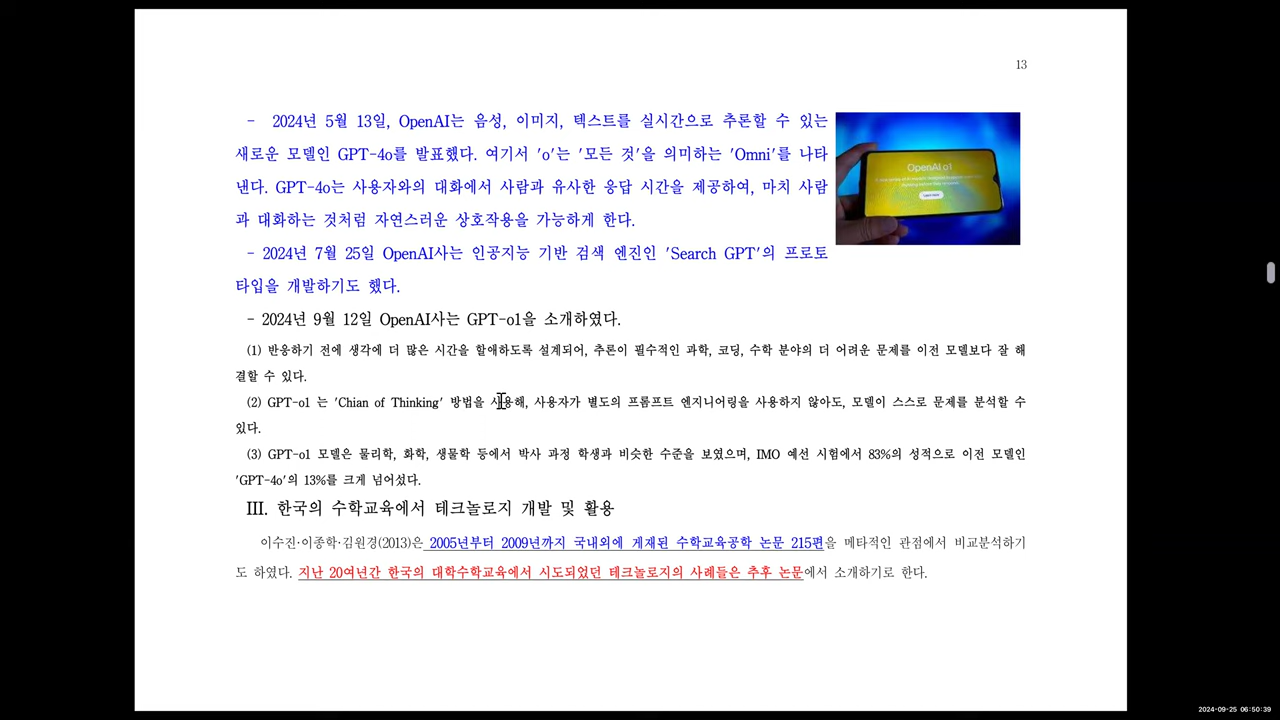 13
- 2024년 5월 13일, OpenAI는 음성, 이미지, 텍스트를 실시간으로 추론할 수 있는
새로운 모델인 GPT-4o를 발표했다. 여기서 'o'는 '모든 것'을 의미하는 'Omni'를 나타
낸다. GPT-4o는 사용자와의 대화에서 사람과 유사한 응답 시간을 제공하여, 마치 사람
과 대화하는 것처럼 자연스러운 상호작용을 가능하게 한다.
OpenAI o1
- 2024년 7월 25일 OpenAI사는 인공지능 기반 검색 엔진인 'Search GPT'의 프로토
타입을 개발하기도 했다.
- 2024년 9월 12일 OpenAI사는 GPT-o1을 소개하였다.
(1) 반응하기 전에 생각에 더 많은 시간을 할애하도록 설계되어, 추론이 필수적인 과학, 코딩, 수학 분야의 더 어려운 문제를 이전 모델보다 잘 해
결할 수 있다.
(2) GPT-o1 는 'Chian of Thinking' 방법을 사용해, 사용자가 별도의 프롬프트 엔지니어링을 사용하지 않아도, 모델이 스스로 문제를 분석할 수
있다.
(3) GPT-o1 모델은 물리학, 화학, 생물학 등에서 박사 과정 학생과 비슷한 수준을 보였으며, IMO 예선 시험에서 83%의 성적으로 이전 모델인
'GPT-4o'의 13%를 크게 넘어섰다.
III. 한국의 수학교육에서 테크놀로지 개발 및 활용
이수진·이종학·김원경(2013)은 2005년부터 2009년까지 국내외에 게재된 수학교육공학 논문 215편을 메타적인 관점에서 비교분석하기
도 하였다. 지난 20여년간 한국의 대학수학교육에서 시도되었던 테크놀로지의 사례들은 추후 논문에서 소개하기로 한다.
2024-09-25 06:50:39